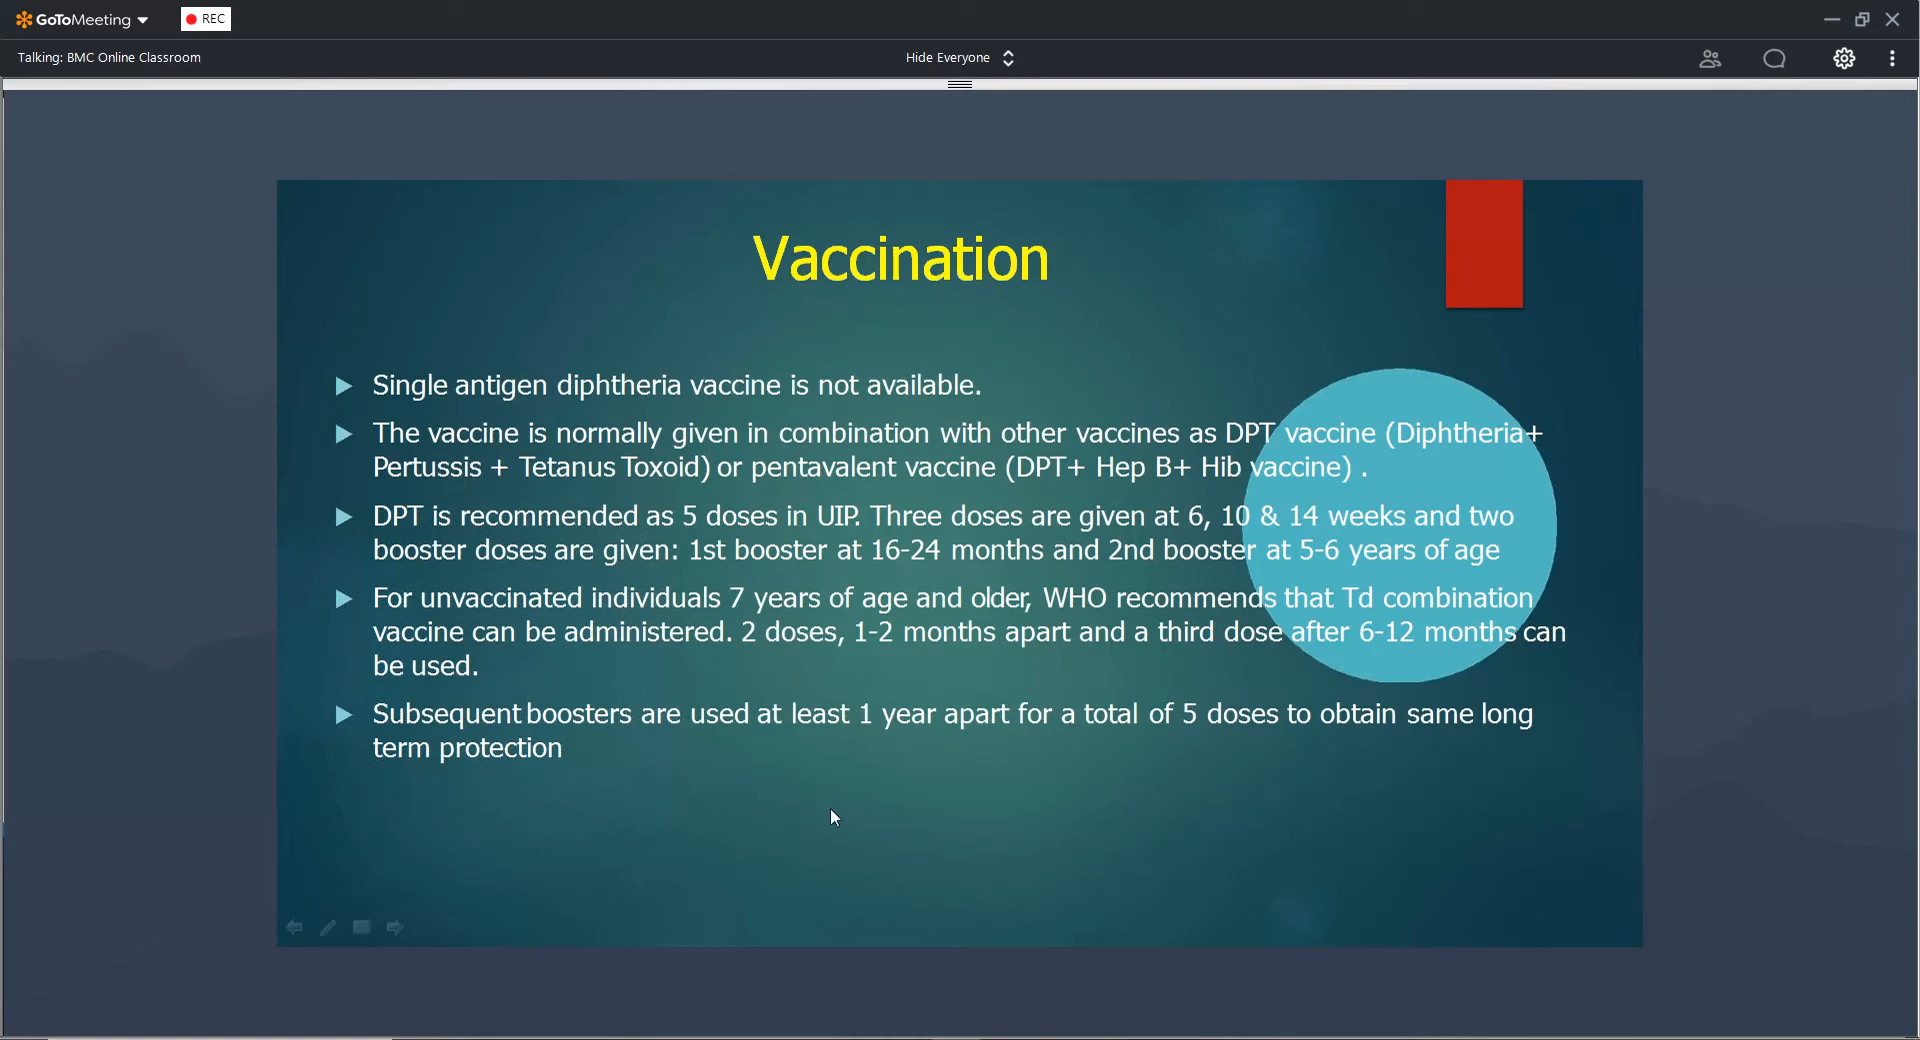 GoToMeeting
REC
Talking: BMC Online Classroom
Hide Everyone
Vaccination
Single antigen diphtheria vaccine is not available.
The vaccine is normally given in combination with other vaccines as DPT vaccine (Diphtheria+
Pertussis + Tetanus Toxoid) or pentavalent vaccine (DPT+ Hep B+ Hib vaccine) .
DPT is recommended as 5 doses in UIP. Three doses are given at 6, 10 & 14 weeks and two
booster doses are given: 1st booster at 16-24 months and 2nd booster at 5-6 years of age
For unvaccinated individuals 7 years of age and older, WHO recommends that Td combination
vaccine can be administered. 2 doses, 1-2 months apart and a third dose after 6-12 months can
be used.
Subsequent boosters are used at least 1 year apart for a total of 5 doses to obtain same long
term protection